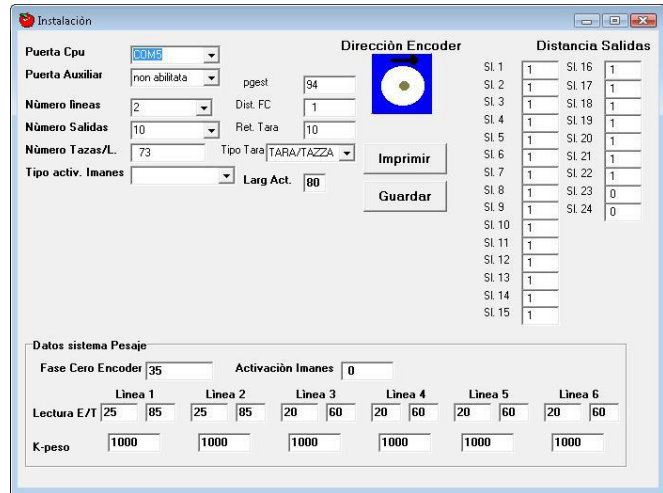 Instalaciòn
Puerta Cpu COM5
Puerta Auxiliar non abilitata
Nùmero lìneas 2
Nùmero Salidas 10
Nùmero Tazas/L. 73
Tipo activ. Imanes
pgest 94
Dist. FC 1
Ret. Tara 10
Tipo Tara TARA/TAZZA
Larg Act. 80
Direcciòn Encoder
Imprimir
Guardar
Distancia Salidas
Sl. 1 1
Sl. 2 1
Sl. 3 1
Sl. 4 1
Sl. 5 1
Sl. 6 1
Sl. 7 1
Sl. 8 1
Sl. 9 1
Sl. 10 1
Sl. 11 1
Sl. 12 1
Sl. 13 1
Sl. 14 1
Sl. 15 1
Sl. 16 1
Sl. 17 1
Sl. 18 1
Sl. 19 1
Sl. 20 1
Sl. 21 1
Sl. 22 1
Sl. 23 0
Sl. 24 0
Datos sistema Pesaje
Fase Cero Encoder 35 Activaciòn Imanes 0
Lìnea 1 Lìnea 2 Lìnea 3 Lìnea 4 Lìnea 5 Lìnea 6
Lectura E/T 25 85 25 85 20 60 20 60 20 60 20 60
K-peso 1000 1000 1000 1000 1000 1000